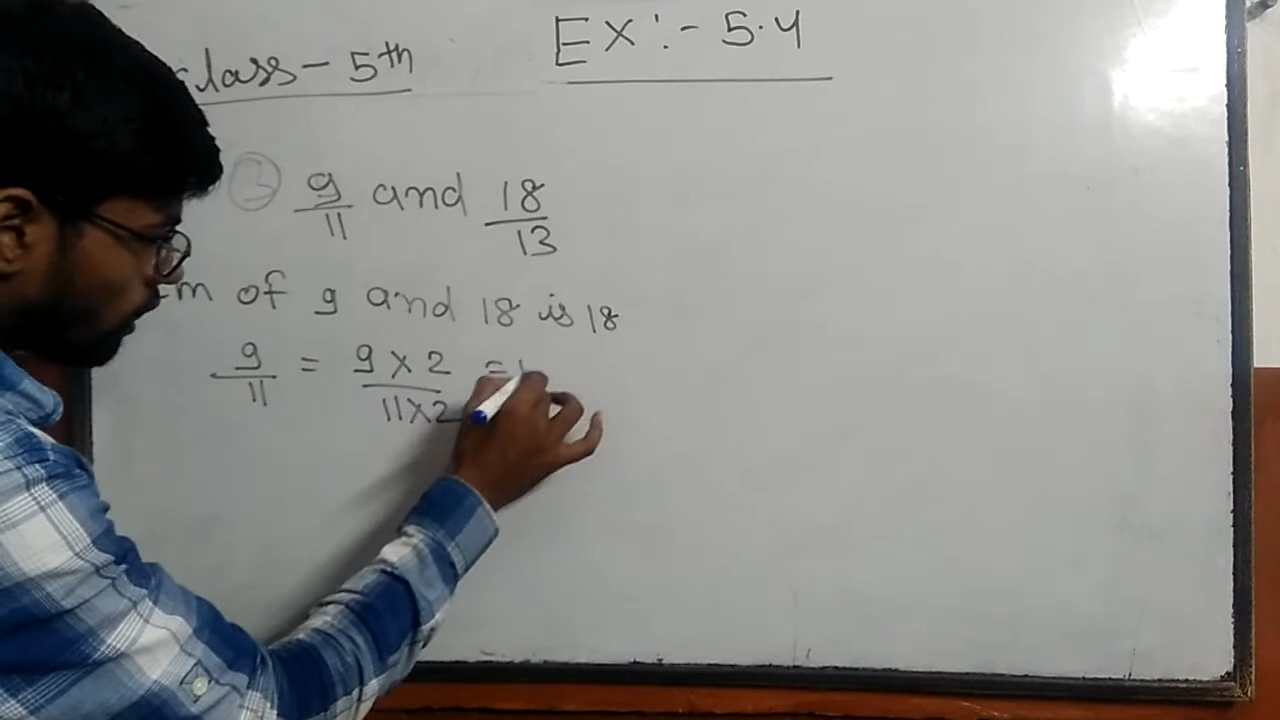 class - 5th
Ex :- 5.4
9/11 and 18/13
cm of 9 and 18 is 18
9/11 = 9 x 2 / 11 x 2 =